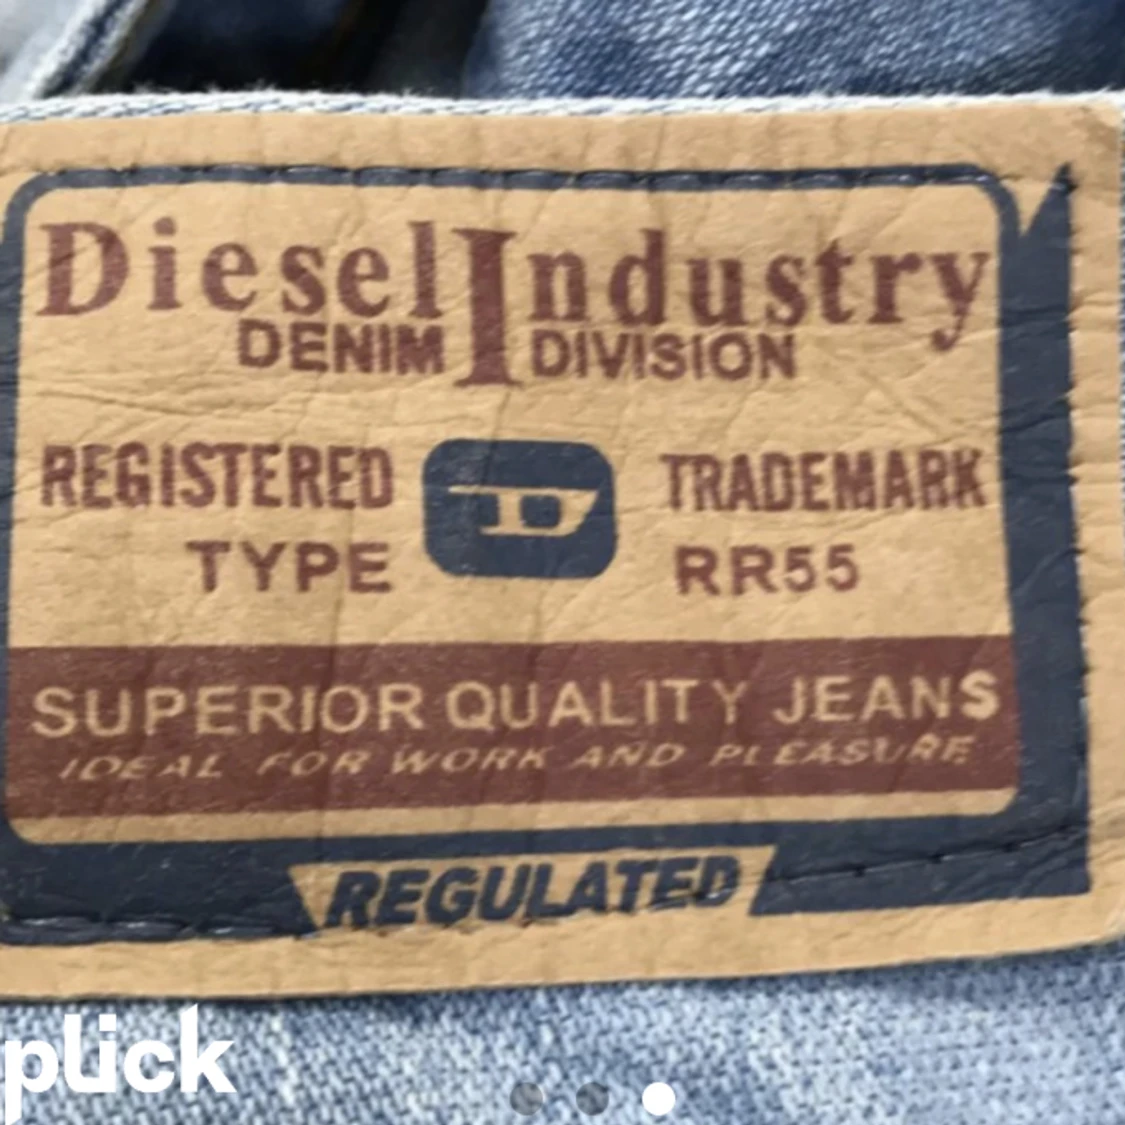 Diesel Industry
DENIM DIVISION
REGISTERED D TRADEMARK
TYPE RR55
SUPERIOR QUALITY JEANS
IDEAL FOR WORK AND PLEASURE
REGULATED
plick